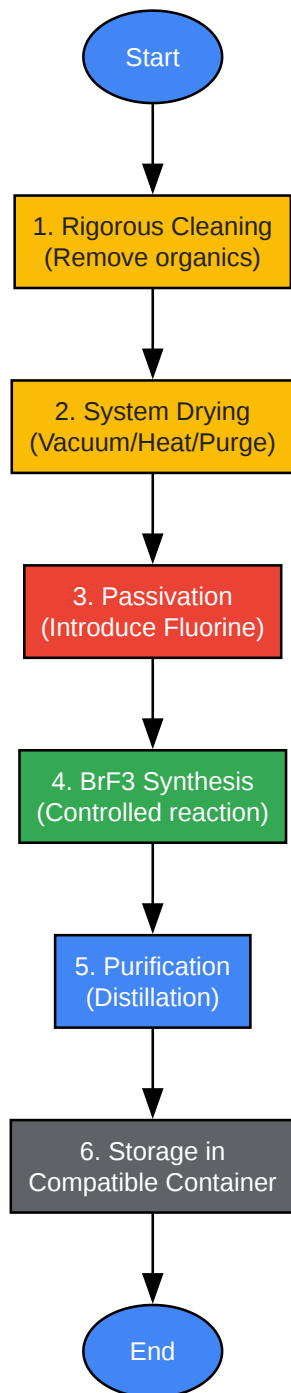 Start
1. Rigorous Cleaning
(Remove organics)
2. System Drying
(Vacuum/Heat/Purge)
3. Passivation
(Introduce Fluorine)
4. BrF3 Synthesis
(Controlled reaction)
5. Purification
(Distillation)
6. Storage in
Compatible Container
End